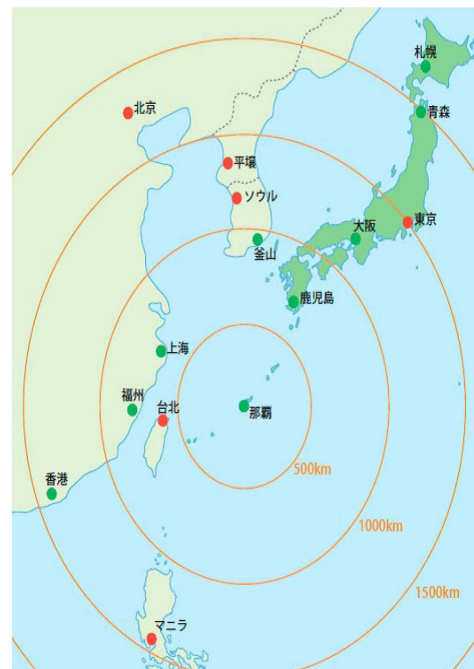 札幌
北京
青森
平壌
ソウル
東京
大阪
釜山
鹿児島
上海
福州
台北
那覇
500km
香港
1000km
1500km
マニラ